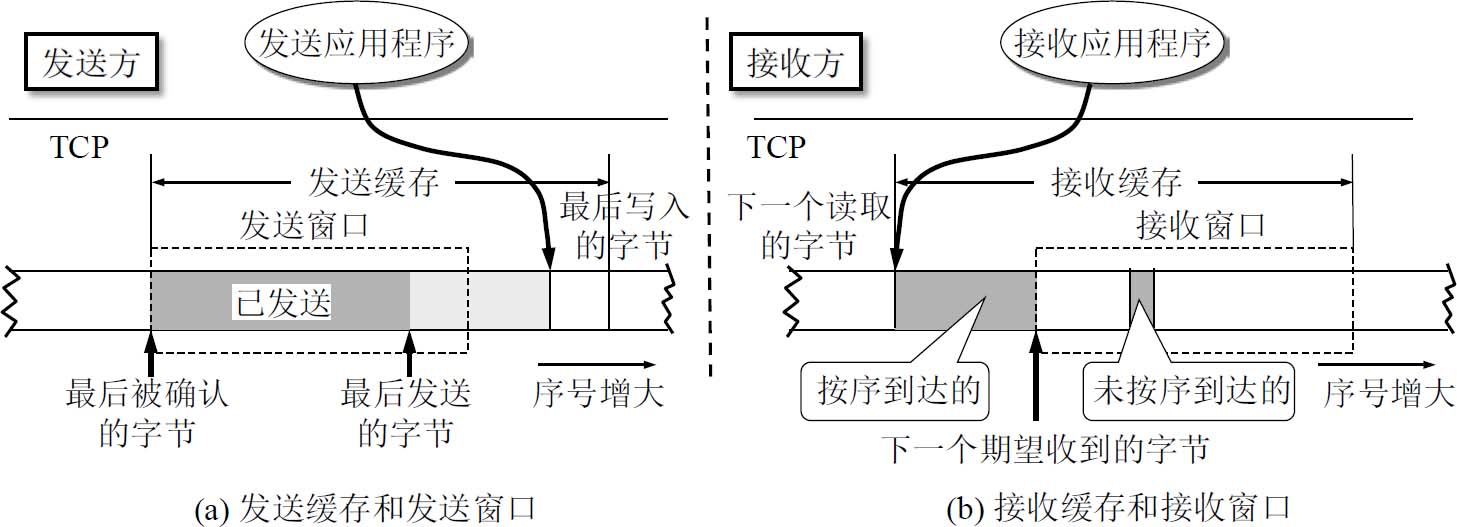 发送方
发送应用程序
TCP
发送缓存
发送窗口
最后写入
的字节
已发送
最后被确认
的字节
最后发送
的字节
序号增大
(a) 发送缓存和发送窗口
接收方
接收应用程序
TCP
接收缓存
下一个读取
的字节
接收窗口
按序到达的
未按序到达的
序号增大
下一个期望收到的字节
(b) 接收缓存和接收窗口